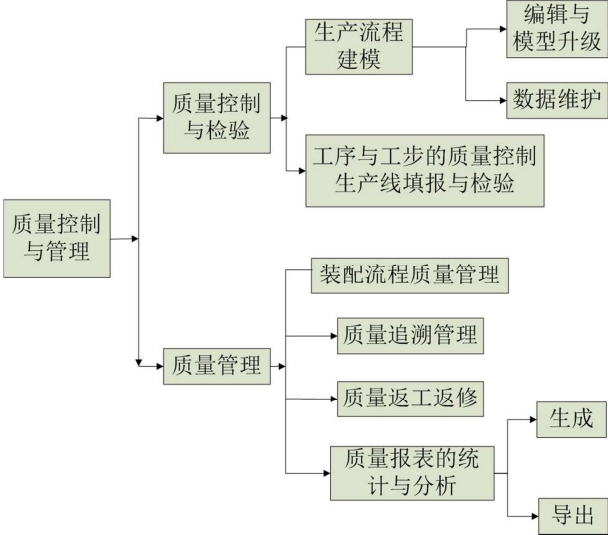 质量控制
与管理
质量控制
与检验
生产流程
建模
编辑与
模型升级
数据维护
工序与工步的质量控制
生产线填报与检验
质量管理
装配流程质量管理
质量追溯管理
质量返工返修
质量报表的统
计与分析
生成
导出